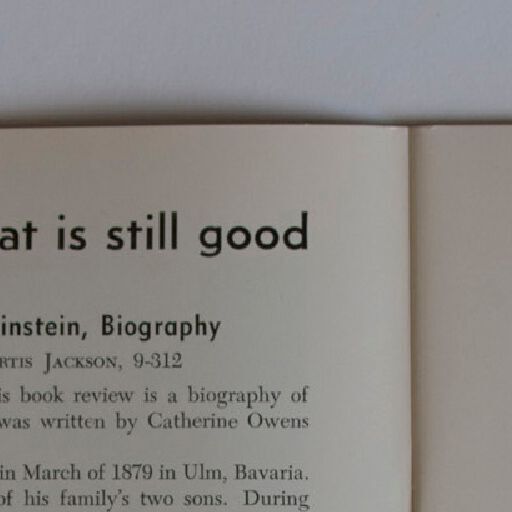 at is still good
instein, Biography
RTIS JACKSON, 9-312
is book review is a biography of
was written by Catherine Owens
in March of 1879 in Ulm, Bavaria.
of his family's two sons. During